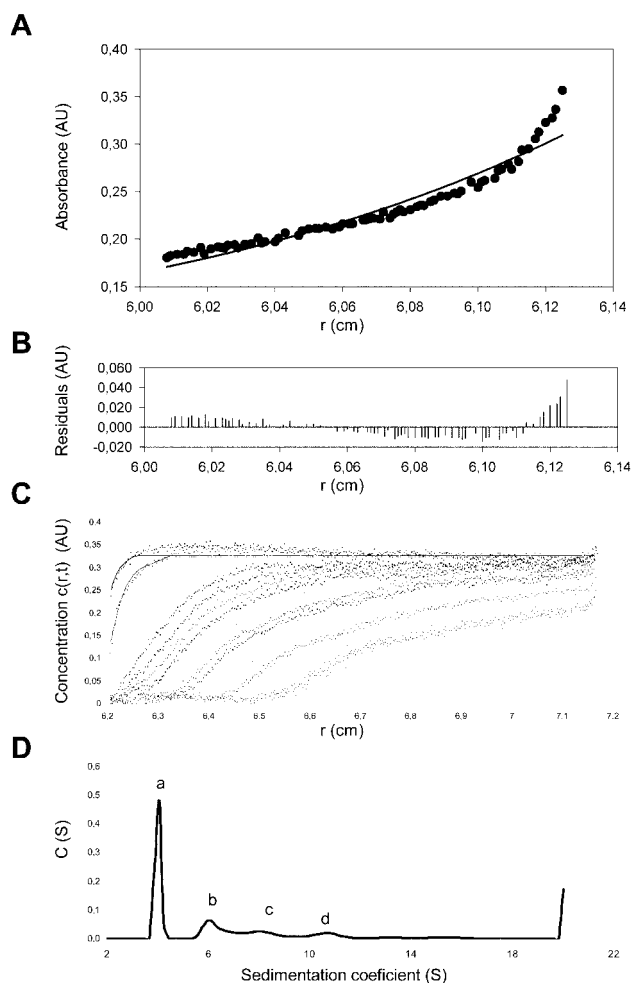 A
0,40
0,35
0,30
0,25
0,20
0,15
Absorbance (AU)
6,00 6,02 6,04 6,06 6,08 6,10 6,12 6,14
r (cm)
B
0,060
0,040
0,020
0,000
-0,020
Residuals (AU)
6,00 6,02 6,04 6,06 6,08 6,10 6,12 6,14
r (cm)
C
0.4
0,35
0,3
0,25
0,2
0,15
0,1
0,05
0
Concentration c(r.t) (AU)
6,2 6,3 6,4 6,5 6,6 6,7 6,8 6,9 7 7.1 7.2
r (cm)
D
0.6
0.5
0.4
0.3
0.2
0.1
0.0
C (S)
a
b
c
d
2 6 10 14 18 22
Sedimentation coeficient (S)